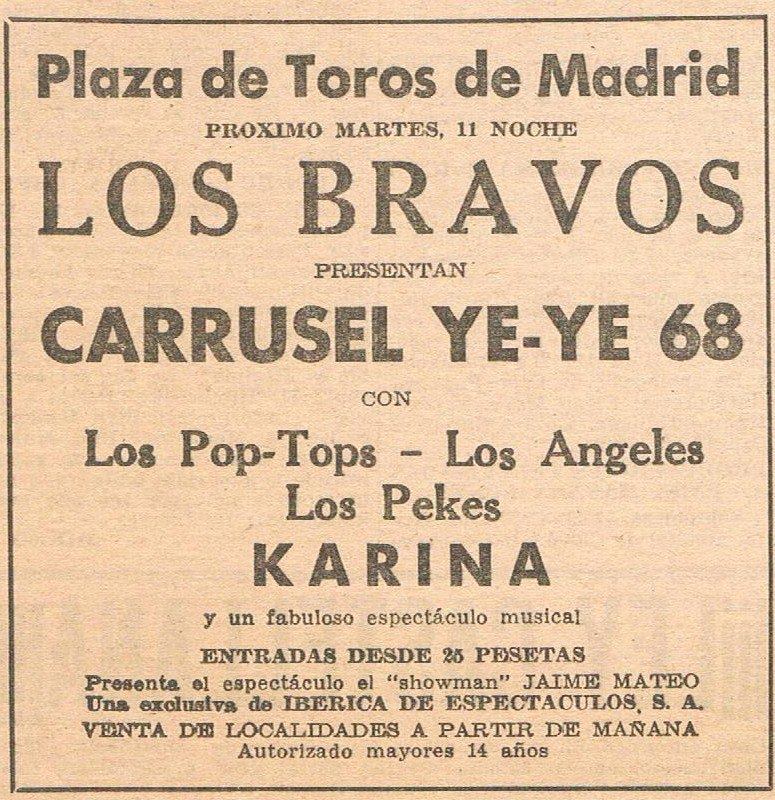 Plaza de Toros de Madrid
PROXIMO MARTES, 11 NOCHE
LOS BRAVOS
PRESENTAN
CARRUSEL YE-YE 68
CON
Los Pop-Tops – Los Angeles
Los Pekes
KARINA
y un fabuloso espectáculo musical
ENTRADAS DESDE 25 PESETAS
Presenta el espectáculo el "showman" JAIME MATEO
Una exclusiva de IBERICA DE ESPECTACULOS, S. A.
VENTA DE LOCALIDADES A PARTIR DE MAÑANA
Autorizado mayores 14 años